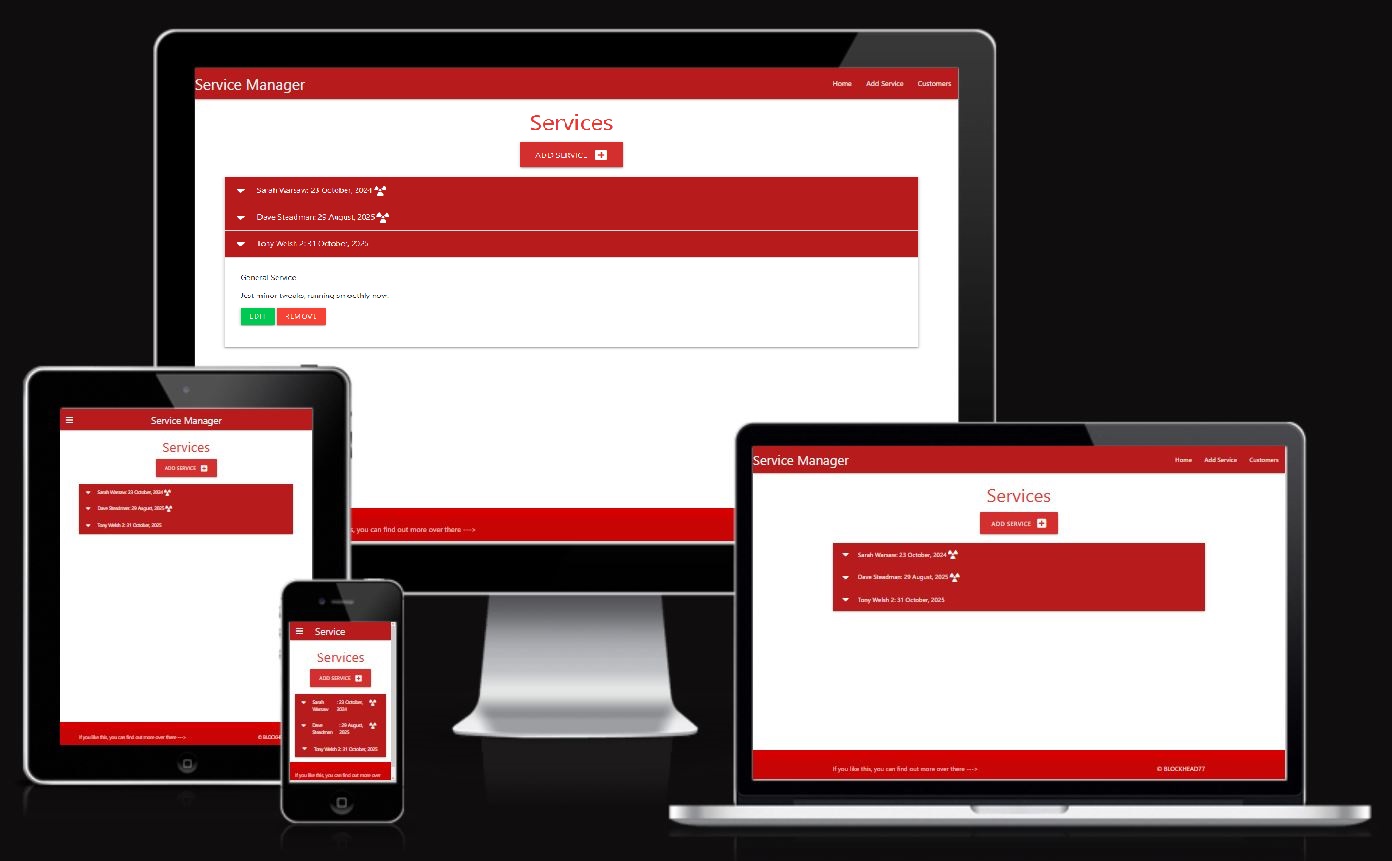 Service Manager
Home Add Service Customers
Services
ADD SERVICE
Sarah Warsaw: 23 October, 2024
Dave Steadman: 29 August, 2025
Tony Welsh 2: 31 October, 2025
General Service
Just minor tweaks, running smoothly now.
EDIT REMOVE
s, you can find out more over there --->
Service Manager
Services
ADD SERVICE
Sarah Warsaw: 23 October, 2024
Dave Steadman: 29 August, 2025
Tony Welsh 2: 31 October, 2025
If you like this, you can find out more over there --->
© BLOCKH
Service
Services
ADD SERVICE
Sarah Warsaw : 23 October, 2024
Dave Steadman : 29 August, 2025
Tony Welsh 2: 31 October, 2025
If you like this, you can find out more over
Service Manager
Home Add Service Customers
Services
ADD SERVICE
Sarah Warsaw: 23 October, 2024
Dave Steadman: 29 August, 2025
Tony Welsh 2: 31 October, 2025
If you like this, you can find out more over there --->
© BLOCKHEAD77